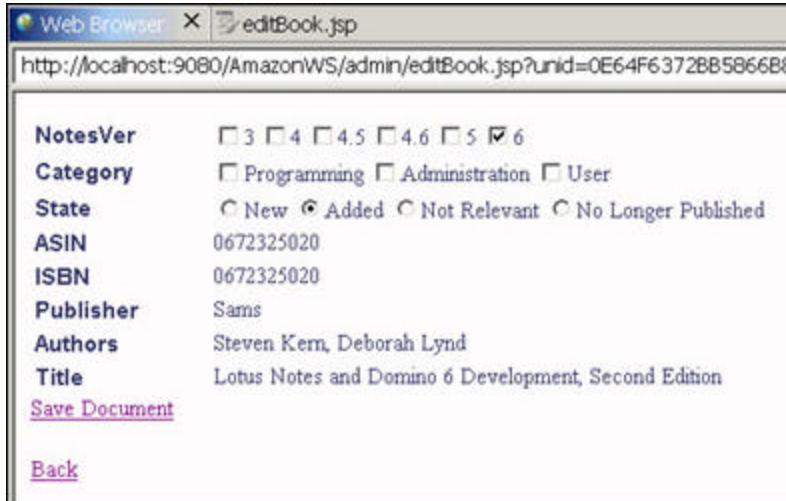 Web Browser editBook.jsp
http://localhost:9080/AmazonWS/admin/editBook.jsp?unid=0E64F6372BB5866B8
NotesVer 3 4 4.5 4.6 5 6
Category Programming Administration User
State New Added Not Relevant No Longer Published
ASIN 0672325020
ISBN 0672325020
Publisher Sams
Authors Steven Kern, Deborah Lynd
Title Lotus Notes and Domino 6 Development, Second Edition
Save Document
Back